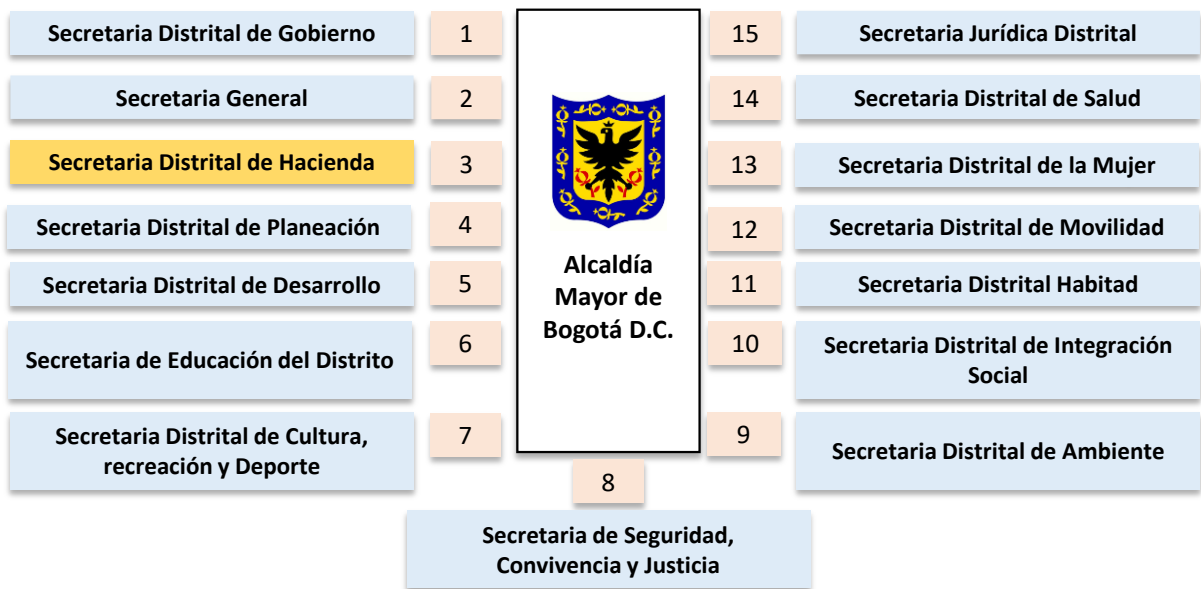 Secretaria Distrital de Gobierno
1
Secretaria General
2
Secretaria Distrital de Hacienda
3
Secretaria Distrital de Planeación
4
Secretaria Distrital de Desarrollo
5
Secretaria de Educación del Distrito
6
Secretaria Distrital de Cultura,
recreación y Deporte
7
Alcaldía
Mayor de
Bogotá D.C.
8
Secretaria de Seguridad,
Convivencia y Justicia
15
Secretaria Jurídica Distrital
14
Secretaria Distrital de Salud
13
Secretaria Distrital de la Mujer
12
Secretaria Distrital de Movilidad
11
Secretaria Distrital Habitad
10
Secretaria Distrital de Integración
Social
9
Secretaria Distrital de Ambiente